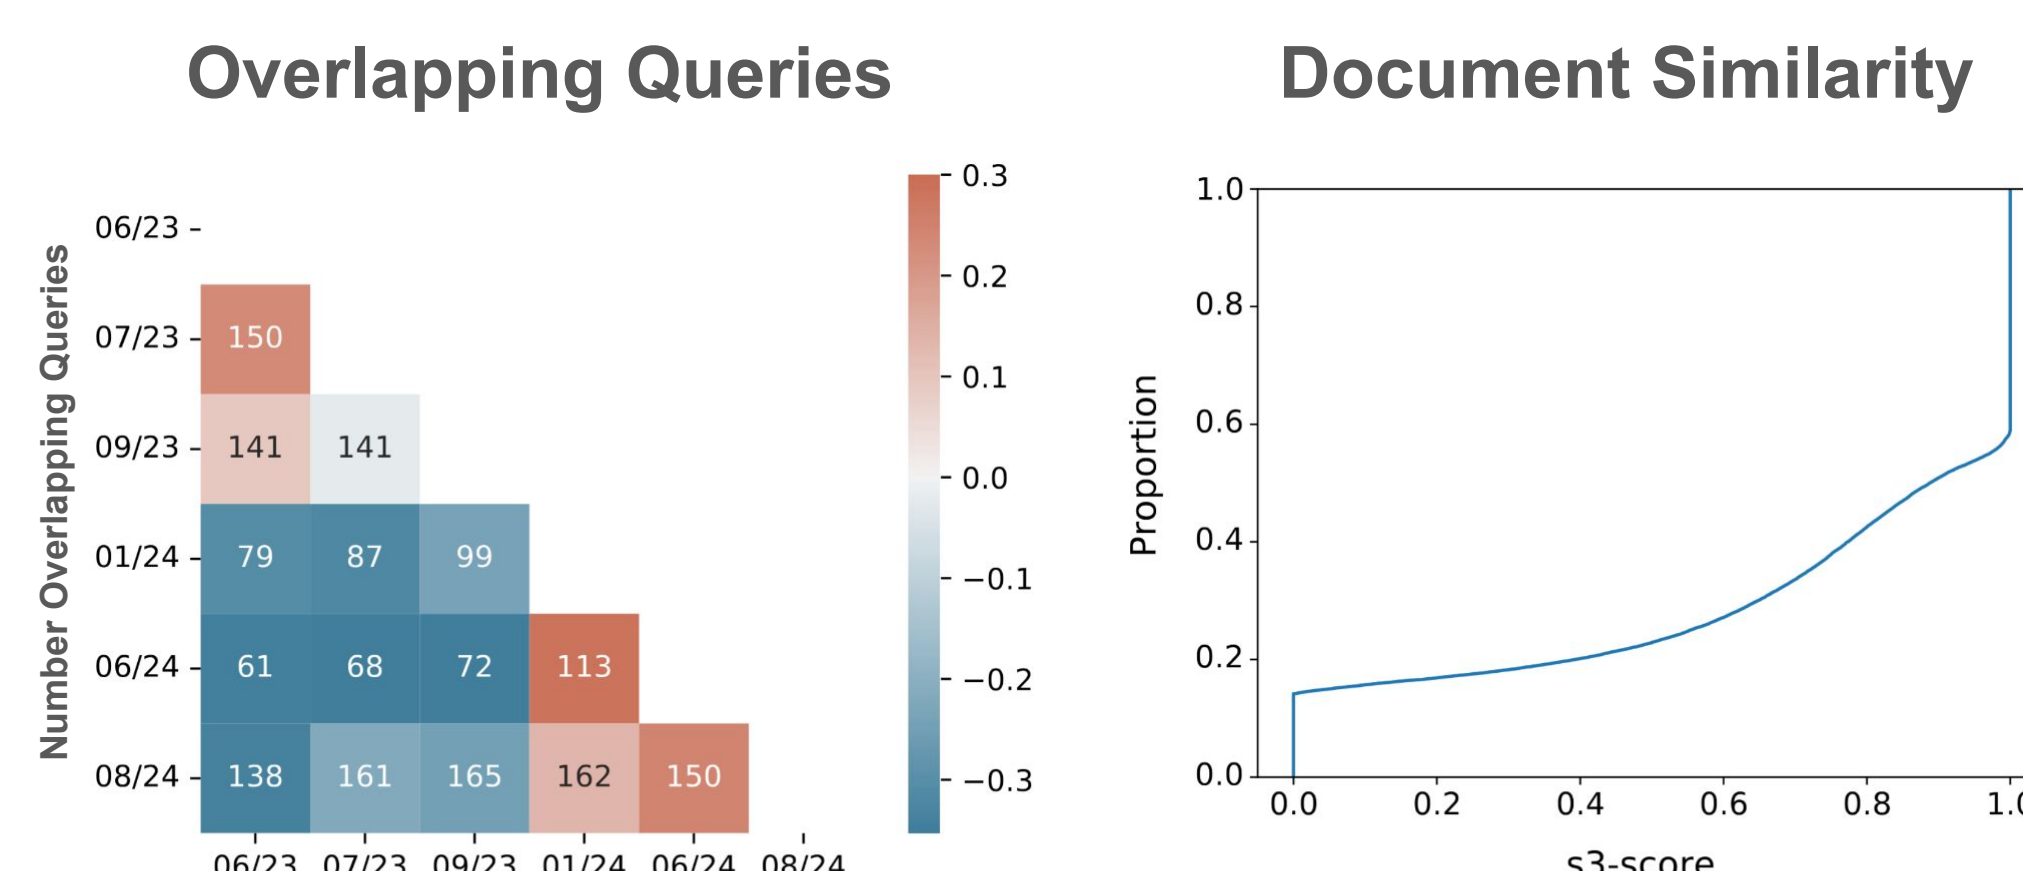 Overlapping Queries
Number Overlapping Queries
06/23
07/23 150
09/23 141 141
01/24 79 87 99
06/24 61 68 72 113
08/24 138 161 165 162 150
06/23 07/23 09/23 01/24 06/24 08/24
0.3
0.2
0.1
0.0
−0.1
−0.2
−0.3
Document Similarity
Proportion
1.0
0.8
0.6
0.4
0.2
0.0
0.0 0.2 0.4 0.6 0.8 1.0
s3-score